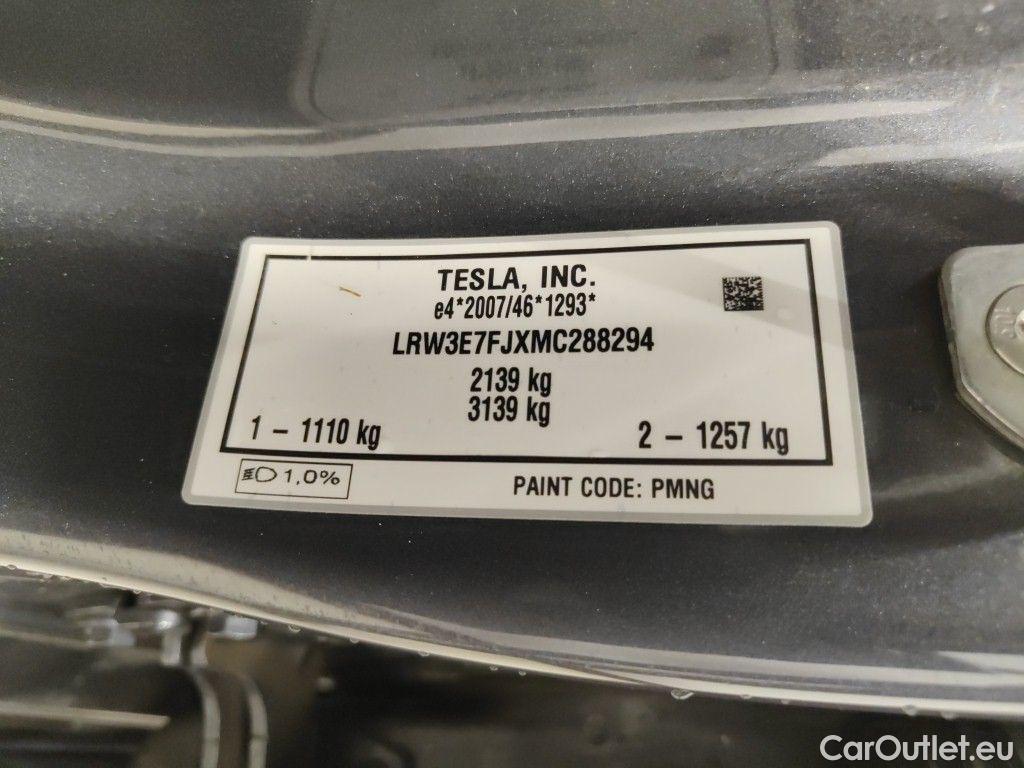 TESLA, INC.
e4*2007/46*1293*
LRW3E7FJXMC288294
2139 kg
3139 kg
1 – 1110 kg
2 – 1257 kg
1,0%
PAINT CODE: PMNG
CarOutlet.eu